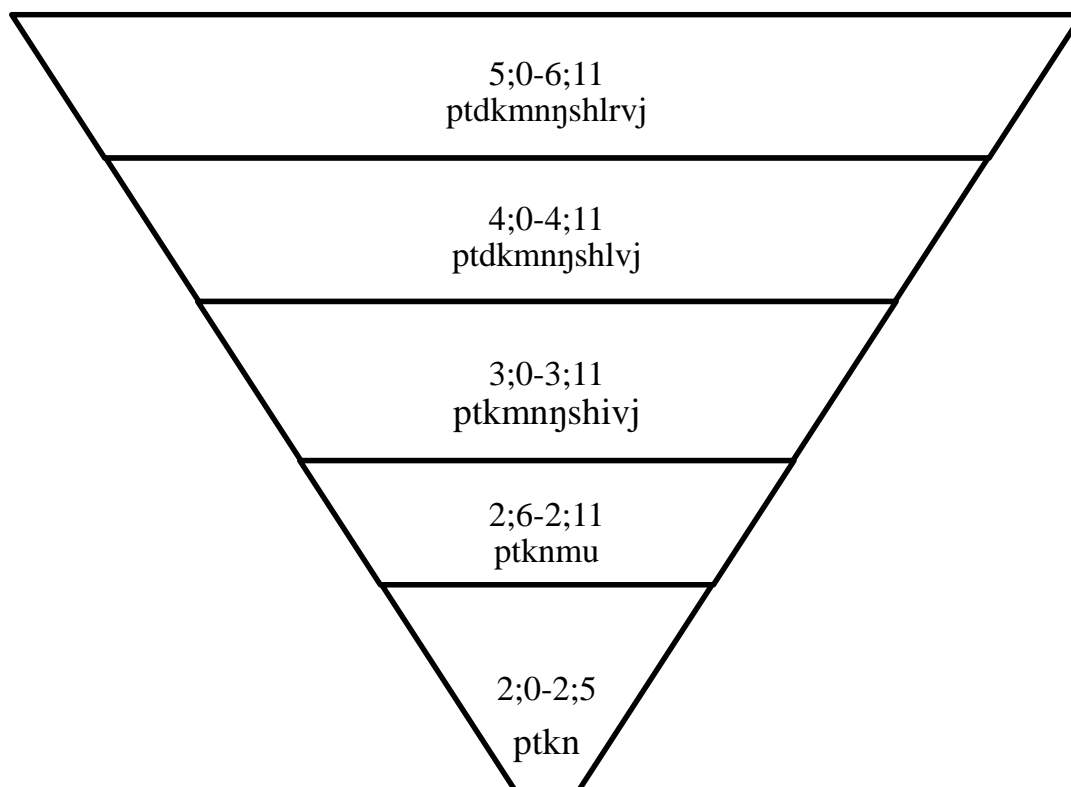 5;0-6;11
ptdkmnŋshlrvj
4;0-4;11
ptdkmnŋshlvj
3;0-3;11
ptkmnŋshivj
2;6-2;11
ptknmu
2;0-2;5
ptkn